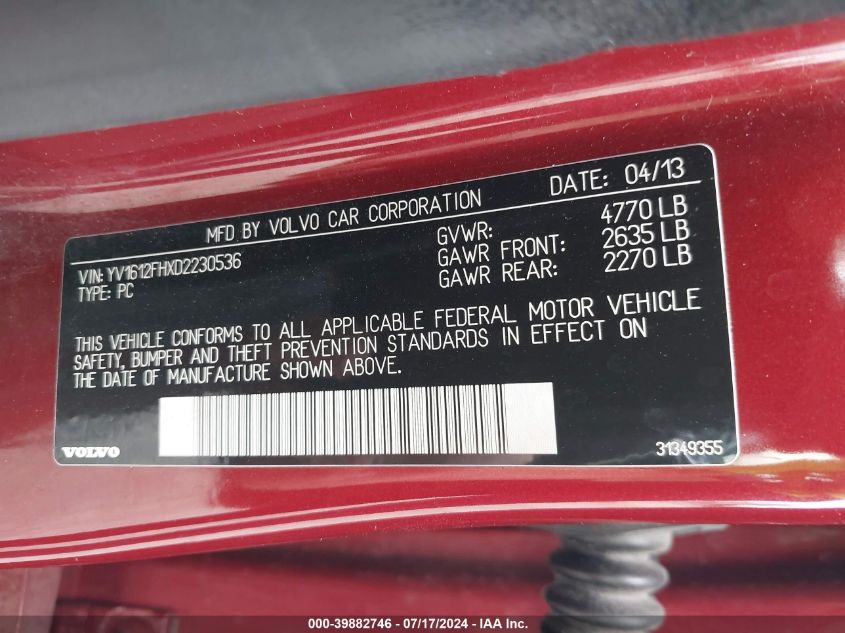 MFD BY VOLVO CAR CORPORATION DATE: 04/13
VIN: YV1612FHXD2230536
TYPE: PC
GVWR: 4770 LB
GAWR FRONT: 2635 LB
GAWR REAR: 2270 LB
THIS VEHICLE CONFORMS TO ALL APPLICABLE FEDERAL MOTOR VEHICLE
SAFETY, BUMPER AND THEFT PREVENTION STANDARDS IN EFFECT ON
THE DATE OF MANUFACTURE SHOWN ABOVE.
VOLVO 31349355
000-39882746 / 07/17/2024 - IAA Inc.